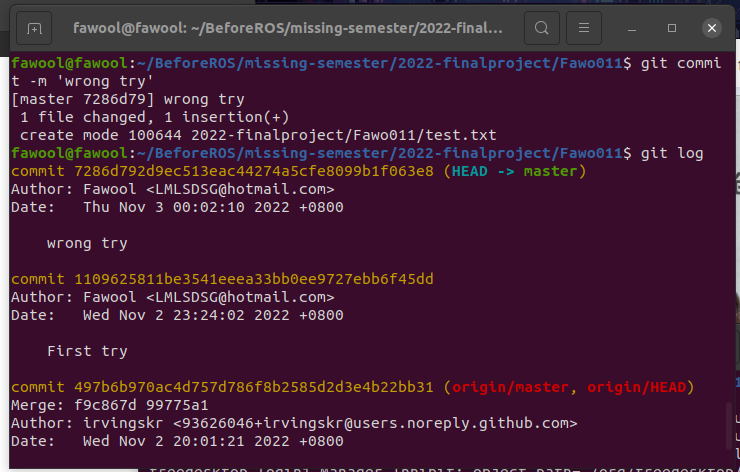 fawool@fawool: ~/BeforeROS/missing-semester/2022-final...
fawool@fawool:~/BeforeROS/missing-semester/2022-finalproject/Fawo011$ git commi
t -m 'wrong try'
[master 7286d79] wrong try
 1 file changed, 1 insertion(+)
 create mode 100644 2022-finalproject/Fawo011/test.txt
fawool@fawool:~/BeforeROS/missing-semester/2022-finalproject/Fawo011$ git log
commit 7286d792d9ec513eac44274a5cfe8099b1f063e8 (HEAD -> master)
Author: Fawool <LMLSDSG@hotmail.com>
Date:   Thu Nov 3 00:02:10 2022 +0800
    wrong try
commit 1109625811be3541eeea33bb0ee9727ebb6f45dd
Author: Fawool <LMLSDSG@hotmail.com>
Date:   Wed Nov 2 23:24:02 2022 +0800
    First try
commit 497b6b970ac4d757d786f8b2585d2d3e4b22bb31 (origin/master, origin/HEAD)
Merge: f9c867d 99775a1
Author: irvingskr <93626046+irvingskr@users.noreply.github.com>
Date:   Wed Nov 2 20:01:21 2022 +0800